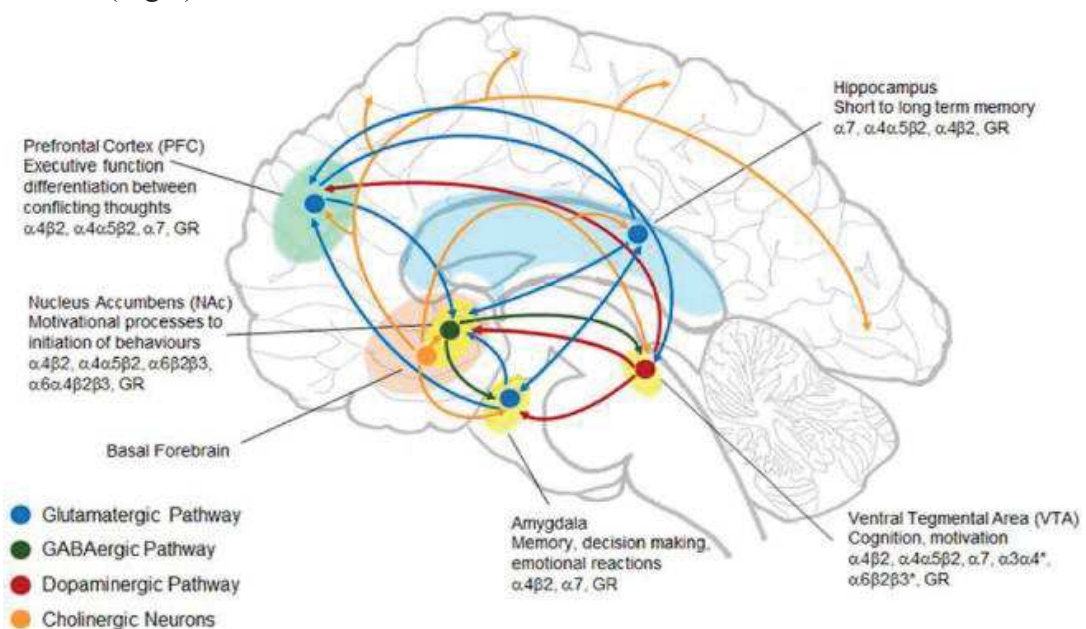 Hippocampus
Short to long term memory
α7, α4α5β2, α4β2, GR
Prefrontal Cortex (PFC)
Executive function
differentiation between
conflicting thoughts
α4β2, α4α5β2, α7, GR
Nucleus Accumbens (NAc)
Motivational processes to
initiation of behaviours
α4β2, α4α5β2, α6β2β3,
α6α4β2β3, GR
Basal Forebrain
Glutamatergic Pathway
GABAergic Pathway
Dopaminergic Pathway
Cholinergic Neurons
Amygdala
Memory, decision making,
emotional reactions
α4β2, α7, GR
Ventral Tegmental Area (VTA)
Cognition, motivation
α4β2, α4α5β2, α7, α3α4*,
α6β2β3*, GR